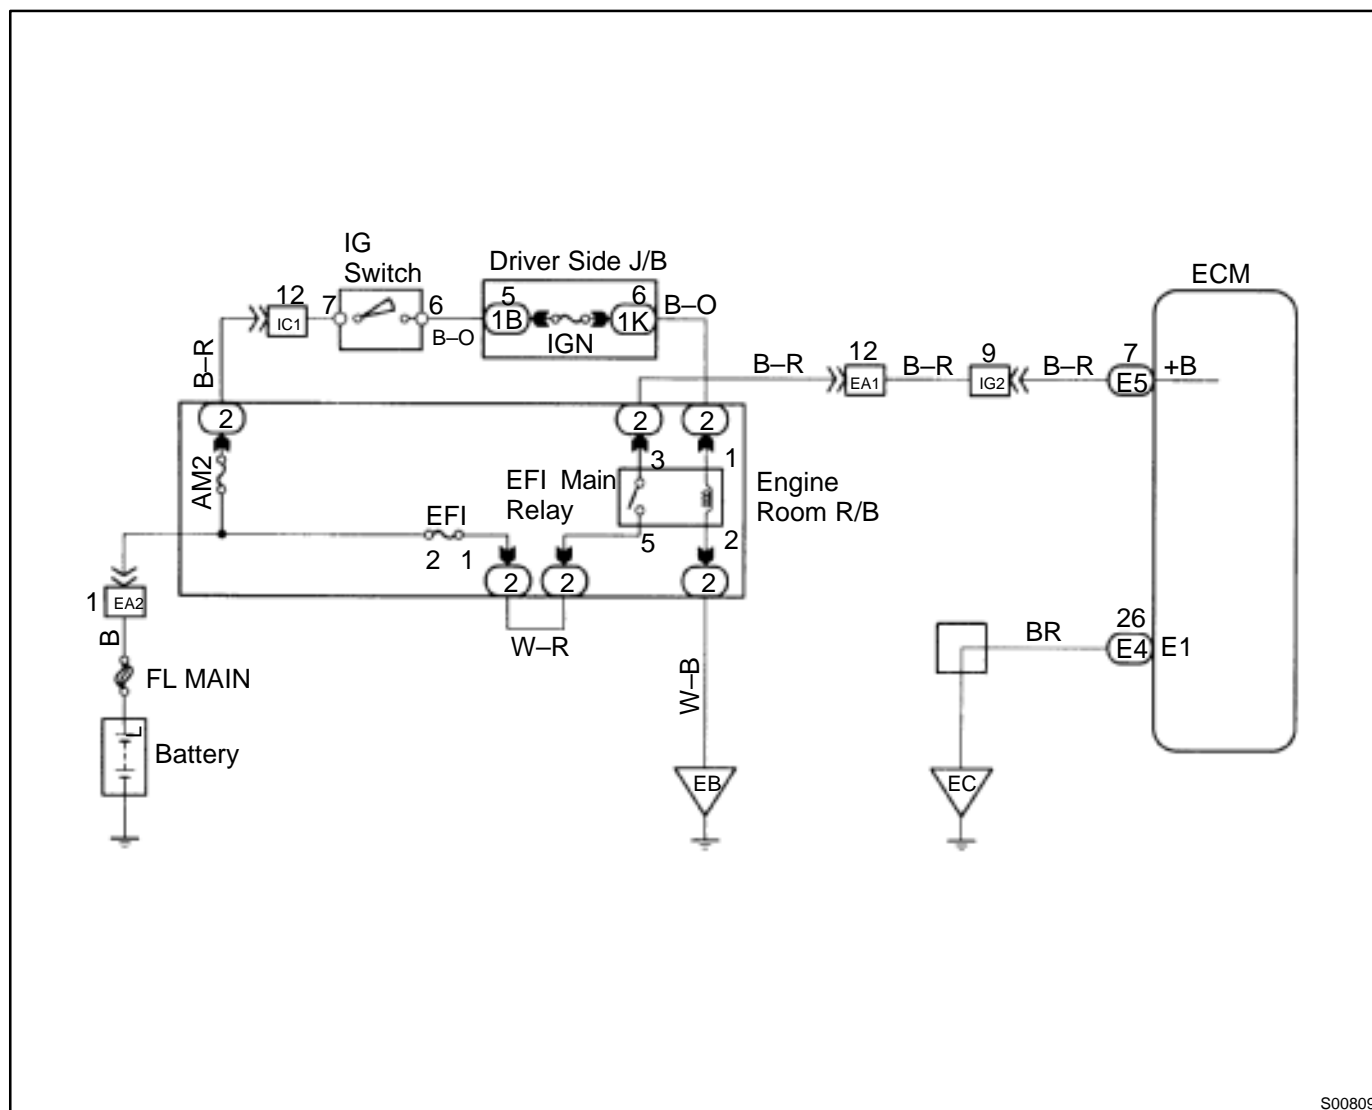 IG
Switch
Driver Side J/B
ECM
12
7
6
5
6
IC1
B–O
1B
IGN
1K
B–O
B–R
B–R
12
B–R
9
B–R
7
EA1
IG2
E5
+B
2
2
2
AM2
3
1
EFI Main
Relay
Engine
Room R/B
EFI
2
1
5
2
2
2
2
1
EA2
B
W–R
W–B
FL MAIN
L
Battery
BR
26
E4
E1
EB
EC
S00809